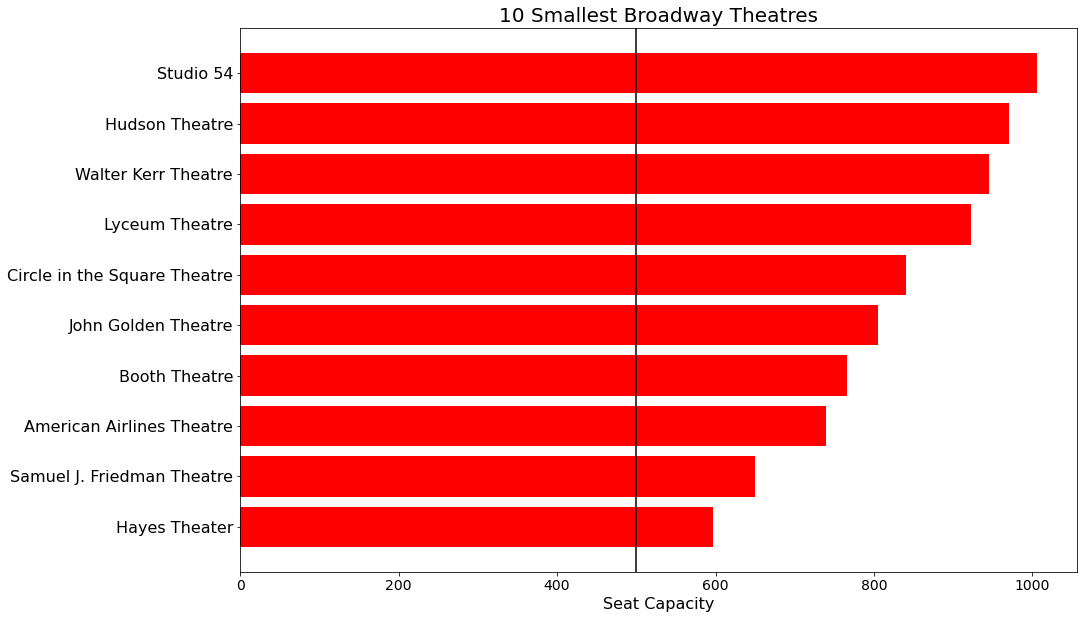 10 Smallest Broadway Theatres
Studio 54
Hudson Theatre
Walter Kerr Theatre
Lyceum Theatre
Circle in the Square Theatre
John Golden Theatre
Booth Theatre
American Airlines Theatre
Samuel J. Friedman Theatre
Hayes Theater
0 200 400 600 800 1000
Seat Capacity